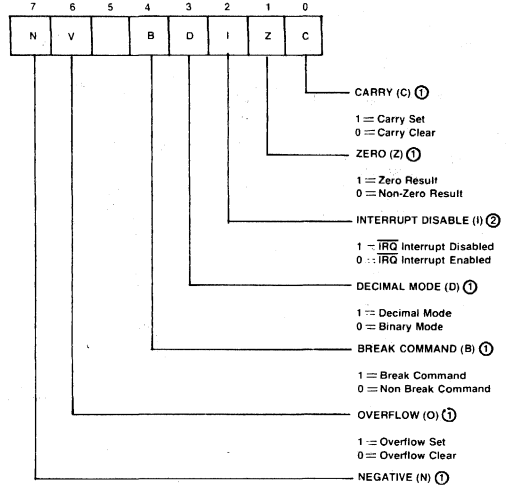 7 6 5 4 3 2 1 0
N V B D I Z C
CARRY (C) ①
1 = Carry Set
0 = Carry Clear
ZERO (Z) ①
1 = Zero Result
0 = Non-Zero Result
INTERRUPT DISABLE (I) ②
1 = IRQ Interrupt Disabled
0 = IRQ Interrupt Enabled
DECIMAL MODE (D) ①
1 = Decimal Mode
0 = Binary Mode
BREAK COMMAND (B) ①
1 = Break Command
0 = Non Break Command
OVERFLOW (O) ①
1 = Overflow Set
0 = Overflow Clear
NEGATIVE (N) ①